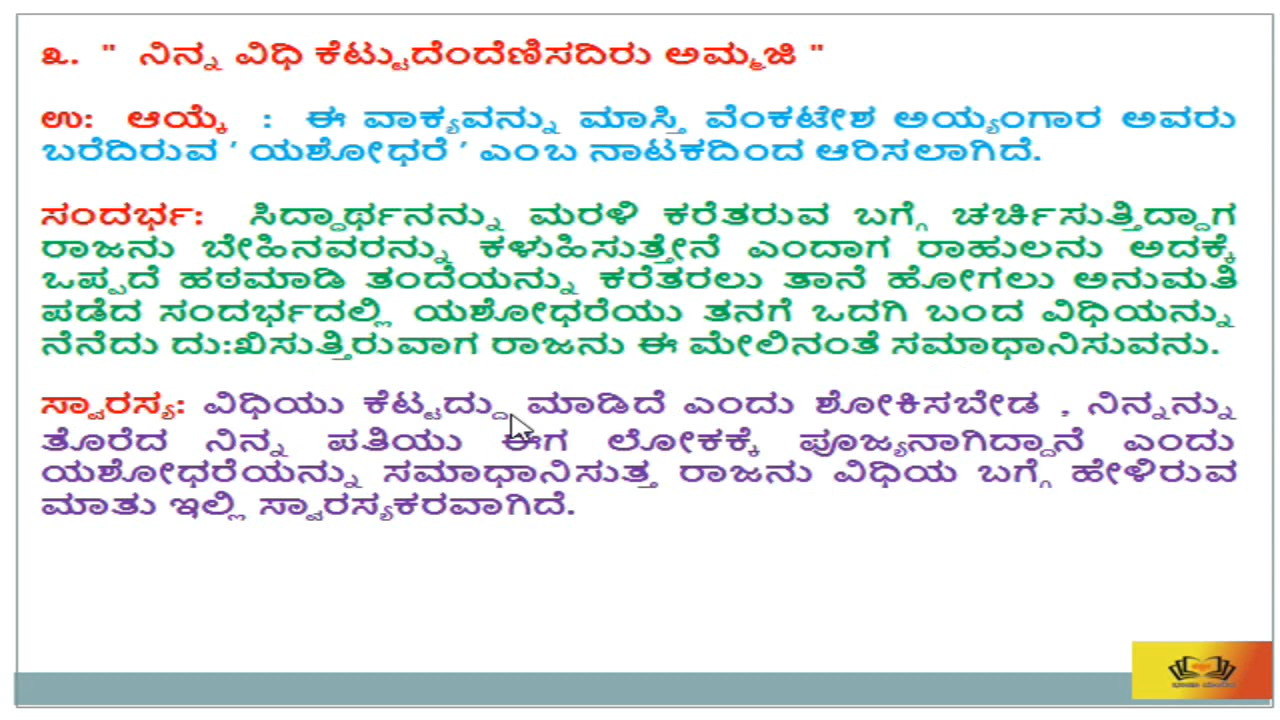 ೩. " ನಿನ್ನ ವಿಧಿ ಕೆಟ್ಟುದೆಂದೆಣಿಸದಿರು ಅಮ್ಮಜಿ "
ಉ: ಆಯ್ಕೆ : ಈ ವಾಕ್ಯವನ್ನು ಮಾಸ್ತಿ ವೆಂಕಟೇಶ ಅಯ್ಯಂಗಾರ ಅವರು
ಬರೆದಿರುವ ' ಯಶೋಧರೆ ' ಎಂಬ ನಾಟಕದಿಂದ ಆರಿಸಲಾಗಿದೆ.
ಸಂದರ್ಭ: ಸಿದ್ದಾರ್ಥನನ್ನು ಮರಳಿ ಕರೆತರುವ ಬಗ್ಗೆ ಚರ್ಚಿಸುತ್ತಿದ್ದಾಗ
ರಾಜನು ಬೇಹಿನವರನ್ನು ಕಳುಹಿಸುತ್ತೇನೆ ಎಂದಾಗ ರಾಹುಲನು ಅದಕ್ಕೆ
ಒಪ್ಪದೆ ಹಠಮಾಡಿ ತಂದೆಯನ್ನು ಕರೆತರಲು ತಾನೆ ಹೋಗಲು ಅನುಮತಿ
ಪಡೆದ ಸಂದರ್ಭದಲ್ಲಿ ಯಶೋಧರೆಯು ತನಗೆ ಒದಗಿ ಬಂದ ವಿಧಿಯನ್ನು
ನೆನೆದು ದು:ಖಿಸುತ್ತಿರುವಾಗ ರಾಜನು ಈ ಮೇಲಿನಂತೆ ಸಮಾಧಾನಿಸುವನು.
ಸ್ವಾರಸ್ಯ: ವಿಧಿಯು ಕೆಟ್ಟದ್ದು ಮಾಡಿದೆ ಎಂದು ಶೋಕಿಸಬೇಡ , ನಿನ್ನನ್ನು
ತೊರೆದ ನಿನ್ನ ಪತಿಯು ಈಗ ಲೋಕಕ್ಕೆ ಪೂಜ್ಯನಾಗಿದ್ದಾನೆ ಎಂದು
ಯಶೋಧರೆಯನ್ನು ಸಮಾಧಾನಿಸುತ್ತ ರಾಜನು ವಿಧಿಯ ಬಗ್ಗೆ ಹೇಳಿರುವ
ಮಾತು ಇಲ್ಲಿ ಸ್ವಾರಸ್ಯಕರವಾಗಿದೆ.